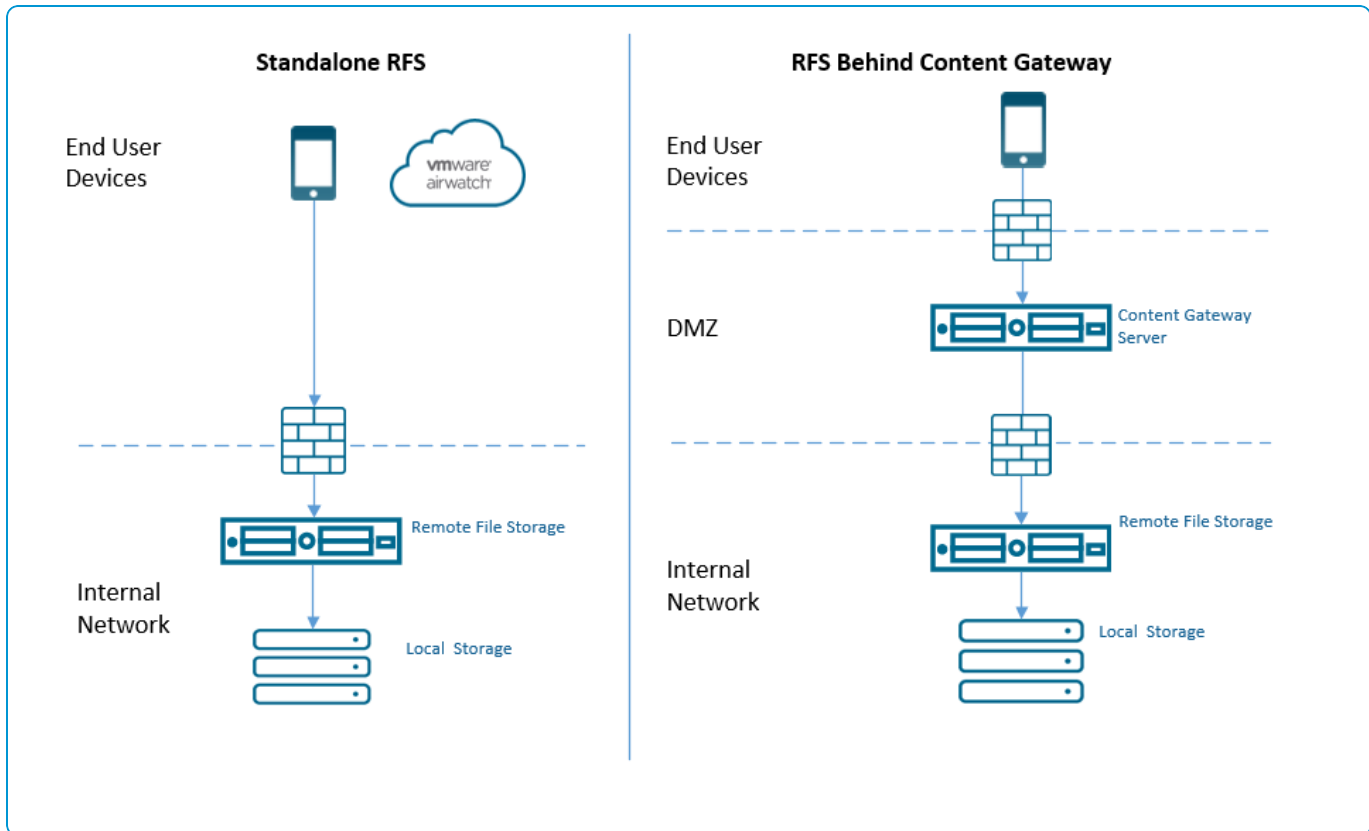 Standalone RFS
End User
Devices
vmware
airwatch
Remote File Storage
Internal
Network
Local Storage
RFS Behind Content Gateway
End User
Devices
DMZ
Content Gateway
Server
Remote File Storage
Internal
Network
Local Storage